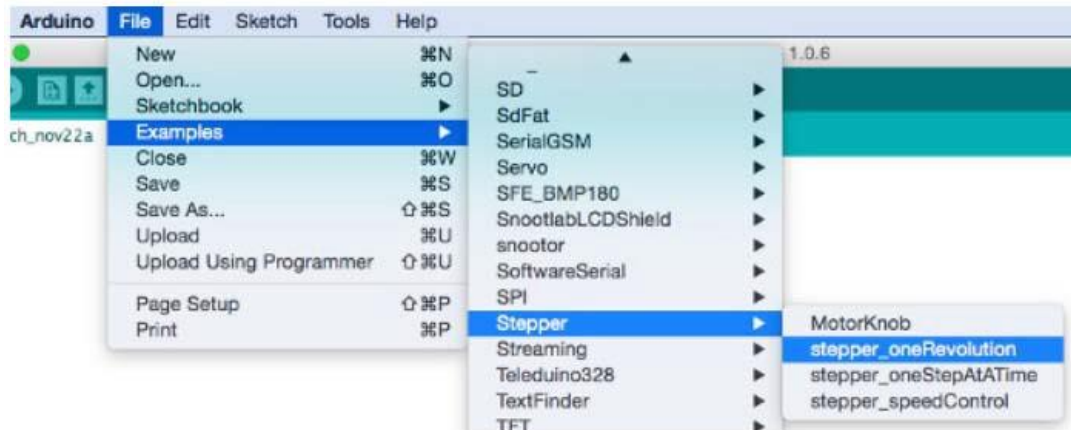 Arduino File Edit Sketch Tools Help
1.0.6
ch_nov22a
New ⌘N
Open... ⌘O
Sketchbook ▶
Examples ▶
Close ⌘W
Save ⌘S
Save As... ⇧⌘S
Upload ⌘U
Upload Using Programmer ⇧⌘U
Page Setup ⇧⌘P
Print ⌘P
SD ▶
SdFat ▶
SerialGSM ▶
Servo ▶
SFE_BMP180 ▶
SnootlabLCDShield ▶
snootor ▶
SoftwareSerial ▶
SPI ▶
Stepper ▶
Streaming ▶
Teleduino328 ▶
TextFinder ▶
TFT ▶
MotorKnob
stepper_oneRevolution
stepper_oneStepAtATime
stepper_speedControl